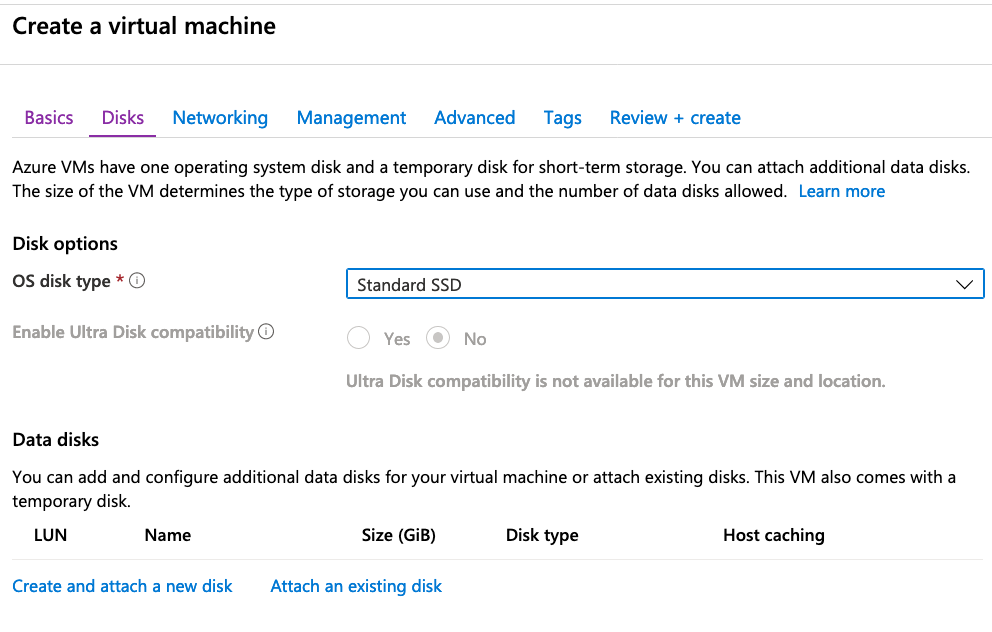 Create a virtual machine
Basics Disks Networking Management Advanced Tags Review + create
Azure VMs have one operating system disk and a temporary disk for short-term storage. You can attach additional data disks.
The size of the VM determines the type of storage you can use and the number of data disks allowed. Learn more
Disk options
OS disk type * Standard SSD
Enable Ultra Disk compatibility Yes No
Ultra Disk compatibility is not available for this VM size and location.
Data disks
You can add and configure additional data disks for your virtual machine or attach existing disks. This VM also comes with a
temporary disk.
LUN Name Size (GiB) Disk type Host caching
Create and attach a new disk Attach an existing disk